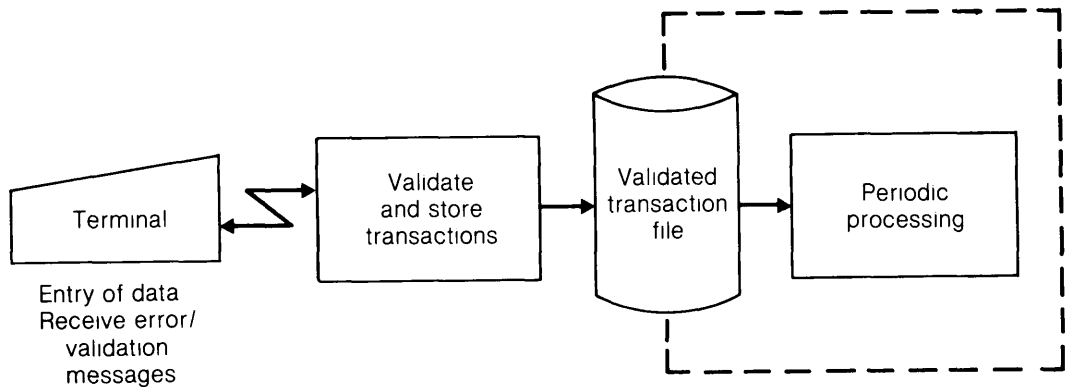 Terminal
Entry of data
Receive error/
validation
messages
Validate
and store
transactions
Validated
transaction
file
Periodic
processing